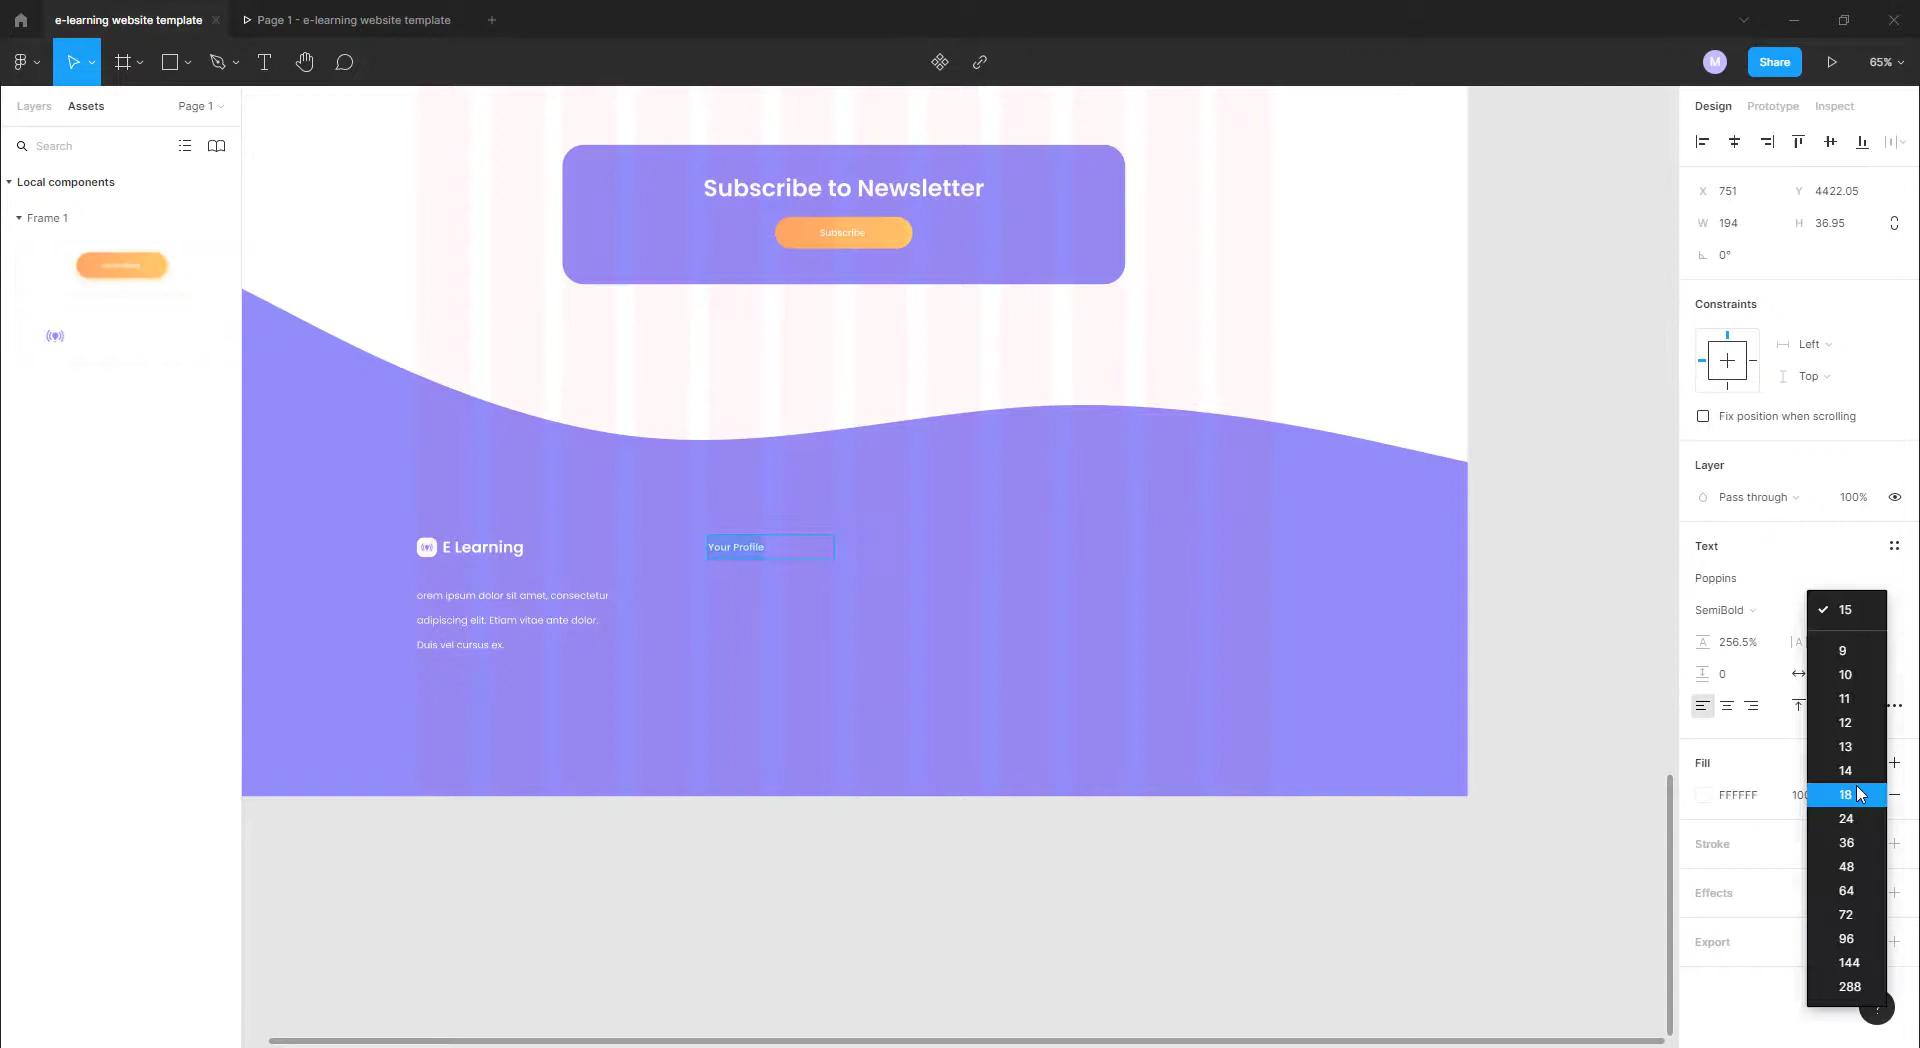 e-learning website template
Page 1 - e-learning website template
M
Share
65%
Layers
Assets
Page 1
Search
Local components
Frame 1
Subscribe to Newsletter
Subscribe
E Learning
orem ipsum dolor sit amet, consectetur
adipiscing elit. Etiam vitae ante dolor.
Duis vel cursus ex.
Your Profile
Design
Prototype
Inspect
X 751
Y 4422.05
W 194
H 36.95
0°
Constraints
Left
Top
Fix position when scrolling
Layer
Pass through
100%
Text
Poppins
SemiBold
256.5%
0
Fill
FFFFFF
Stroke
Effects
Export
15
9
10
11
12
13
14
18
24
36
48
64
72
96
144
288